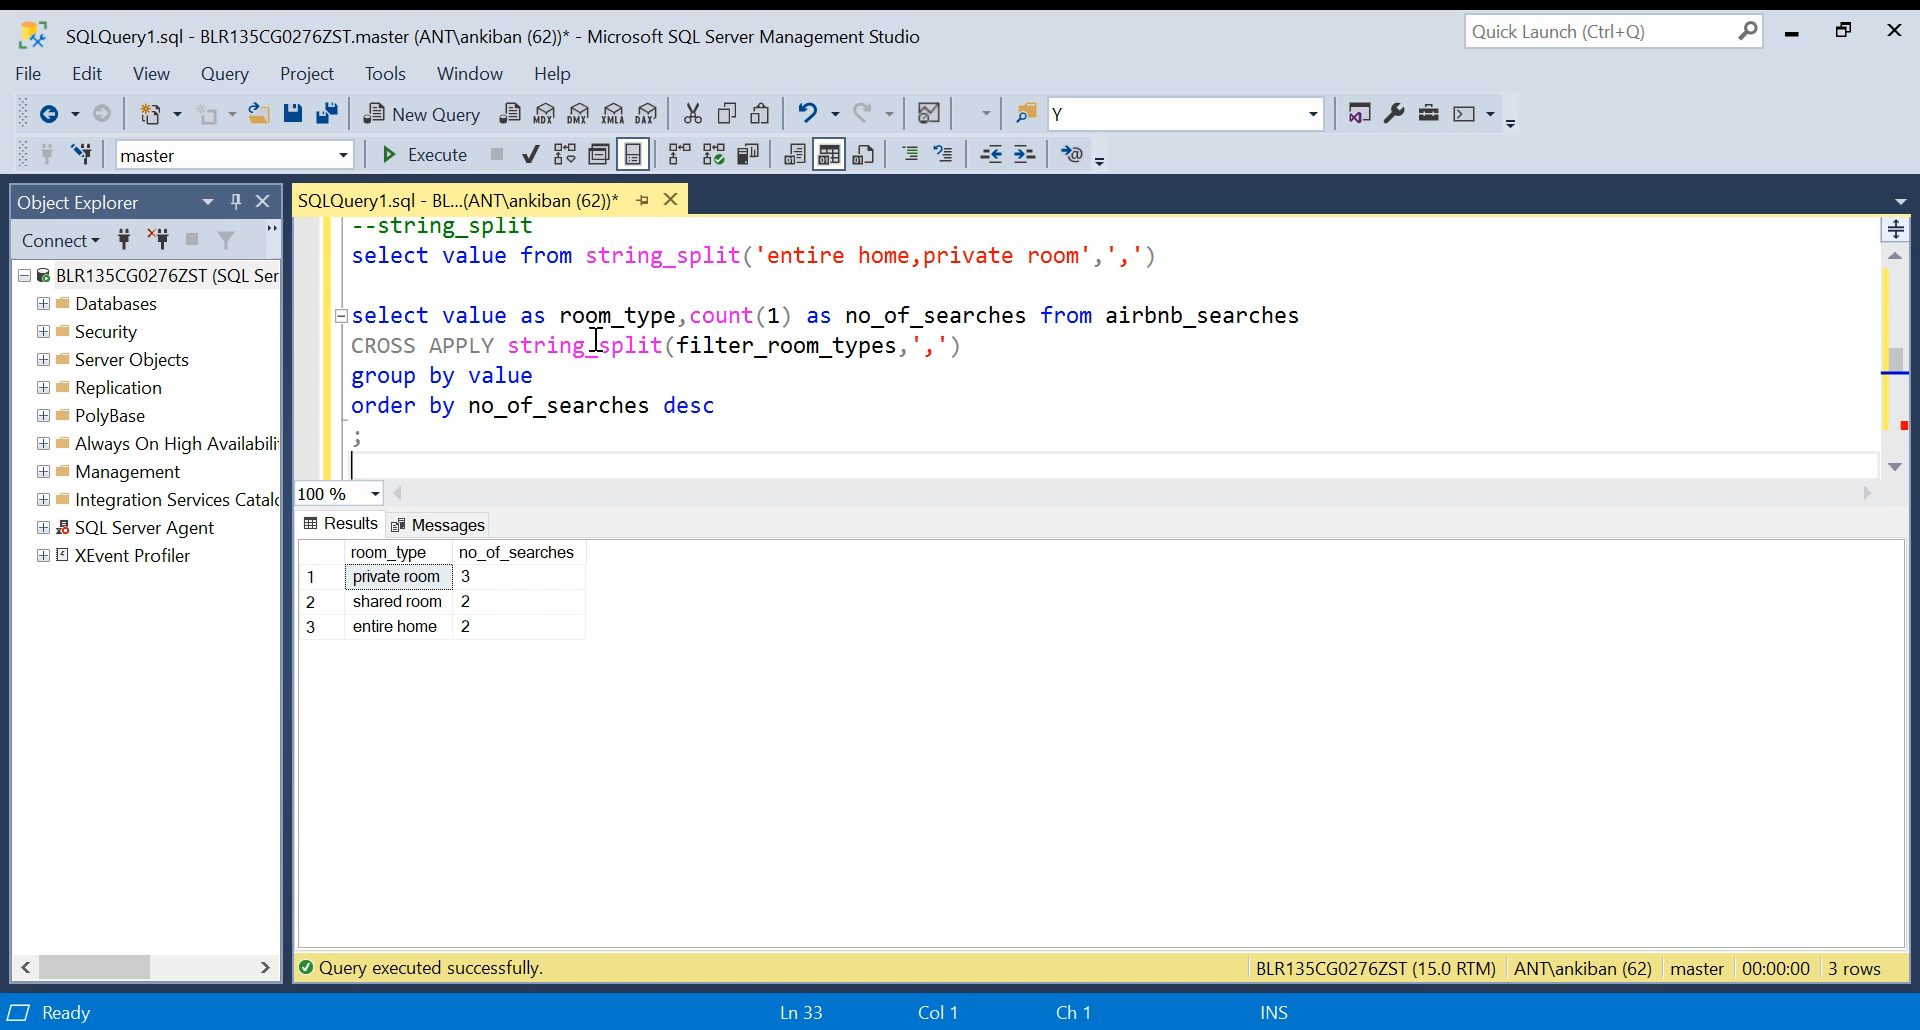 SQLQuery1.sql - BLR135CG0276ZST.master (ANT\ankiban (62))* - Microsoft SQL Server Management Studio
Quick Launch (Ctrl+Q)
File Edit View Query Project Tools Window Help
New Query MDX DMX XMLA DAX Y
master Execute
Object Explorer
SQLQuery1.sql - BL...(ANT\ankiban (62))*
Connect
BLR135CG0276ZST (SQL Ser
Databases
Security
Server Objects
Replication
PolyBase
Always On High Availabili
Management
Integration Services Catalo
SQL Server Agent
XEvent Profiler
--string_split
select value from string_split('entire home,private room',',')
select value as room_type,count(1) as no_of_searches from airbnb_searches
CROSS APPLY string_split(filter_room_types,',')
group by value
order by no_of_searches desc
;
100 %
Results Messages
room_type no_of_searches
1 private room 3
2 shared room 2
3 entire home 2
Query executed successfully.
BLR135CG0276ZST (15.0 RTM) ANT\ankiban (62) master 00:00:00 3 rows
Ready Ln 33 Col 1 Ch 1 INS